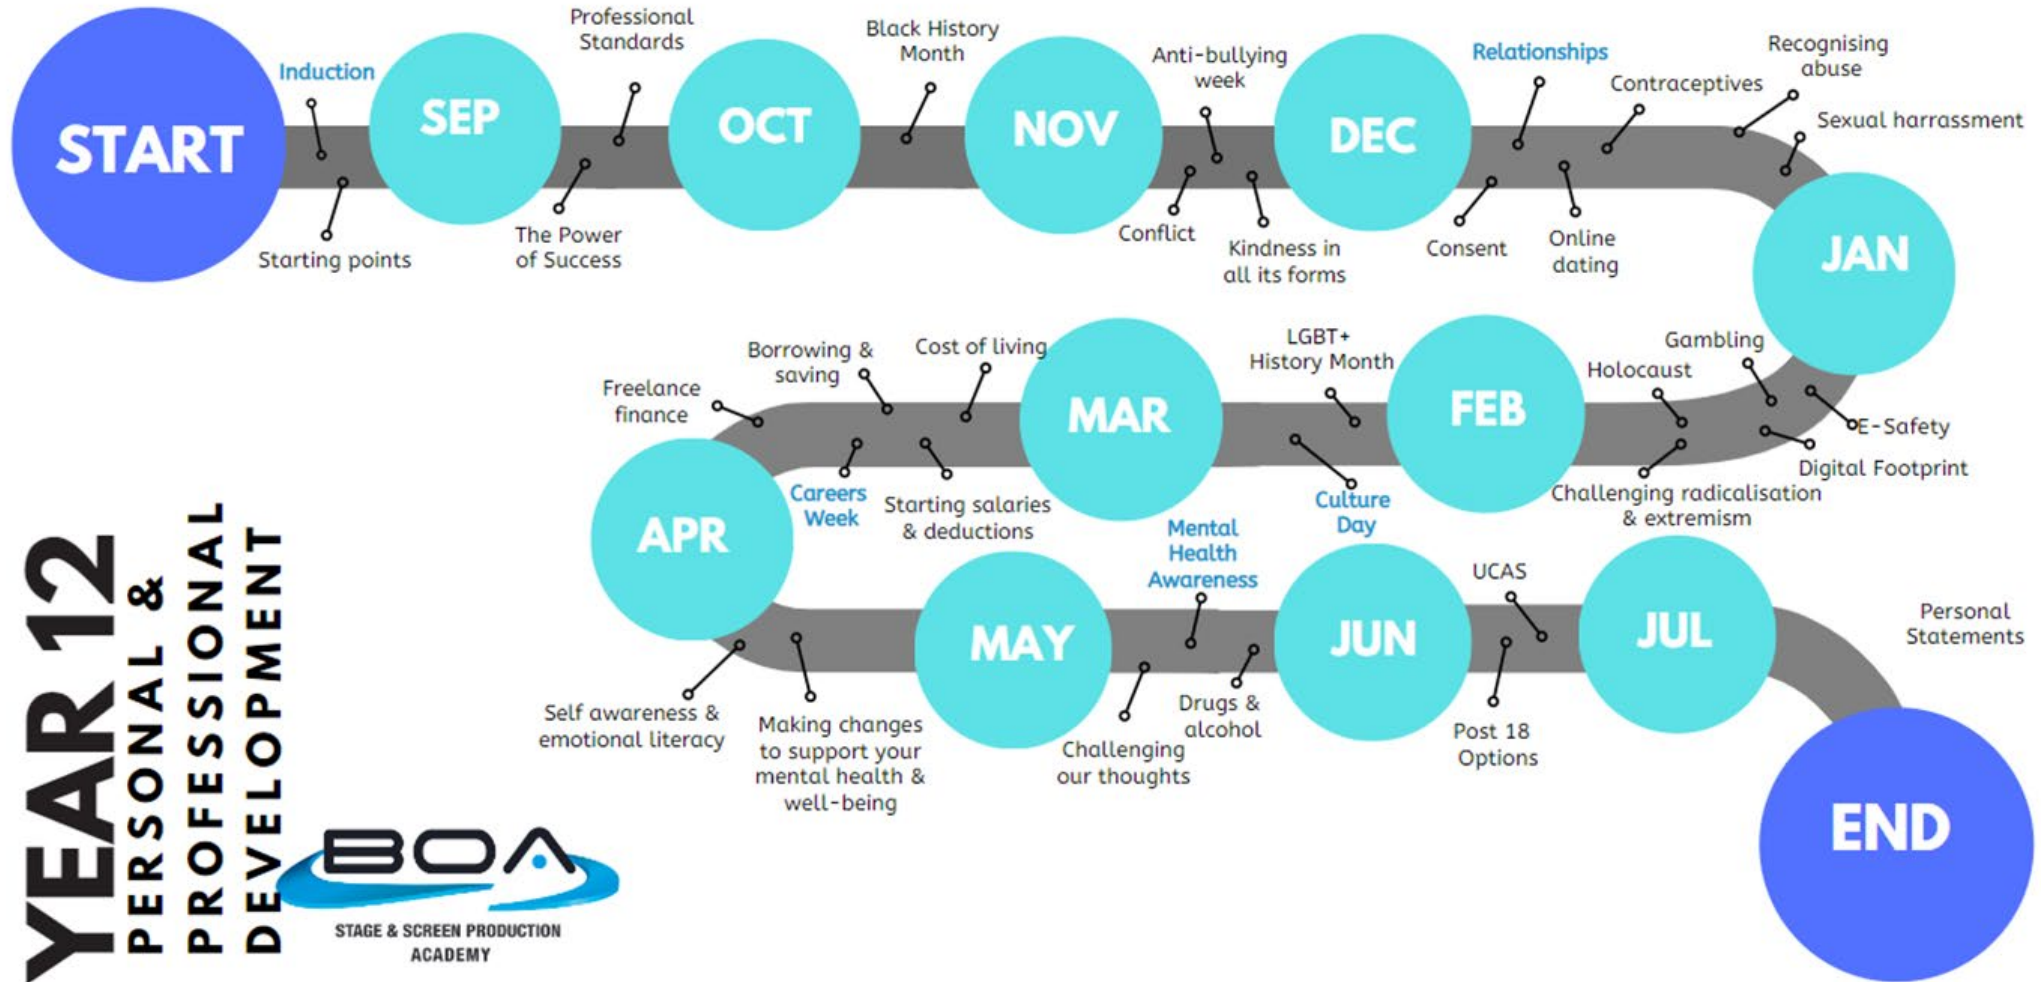 START
Induction
Starting points
SEP
Professional
Standards
The Power
of Success
OCT
Black History
Month
NOV
Anti-bullying
week
Conflict
Kindness in
all its forms
DEC
Relationships
Contraceptives
Recognising
abuse
Sexual harrassment
Consent
Online
dating
JAN
Gambling
Holocaust
E-Safety
Digital Footprint
Challenging radicalisation
& extremism
FEB
LGBT+
History Month
Culture
Day
MAR
Cost of living
Borrowing &
saving
Freelance
finance
Starting salaries
& deductions
Careers
Week
APR
Self awareness &
emotional literacy
Making changes
to support your
mental health &
well-being
MAY
Mental
Health
Awareness
Challenging
our thoughts
Drugs &
alcohol
JUN
UCAS
Post 18
Options
JUL
Personal
Statements
END
YEAR 12
PERSONAL &
PROFESSIONAL
DEVELOPMENT
BOA
STAGE & SCREEN PRODUCTION
ACADEMY